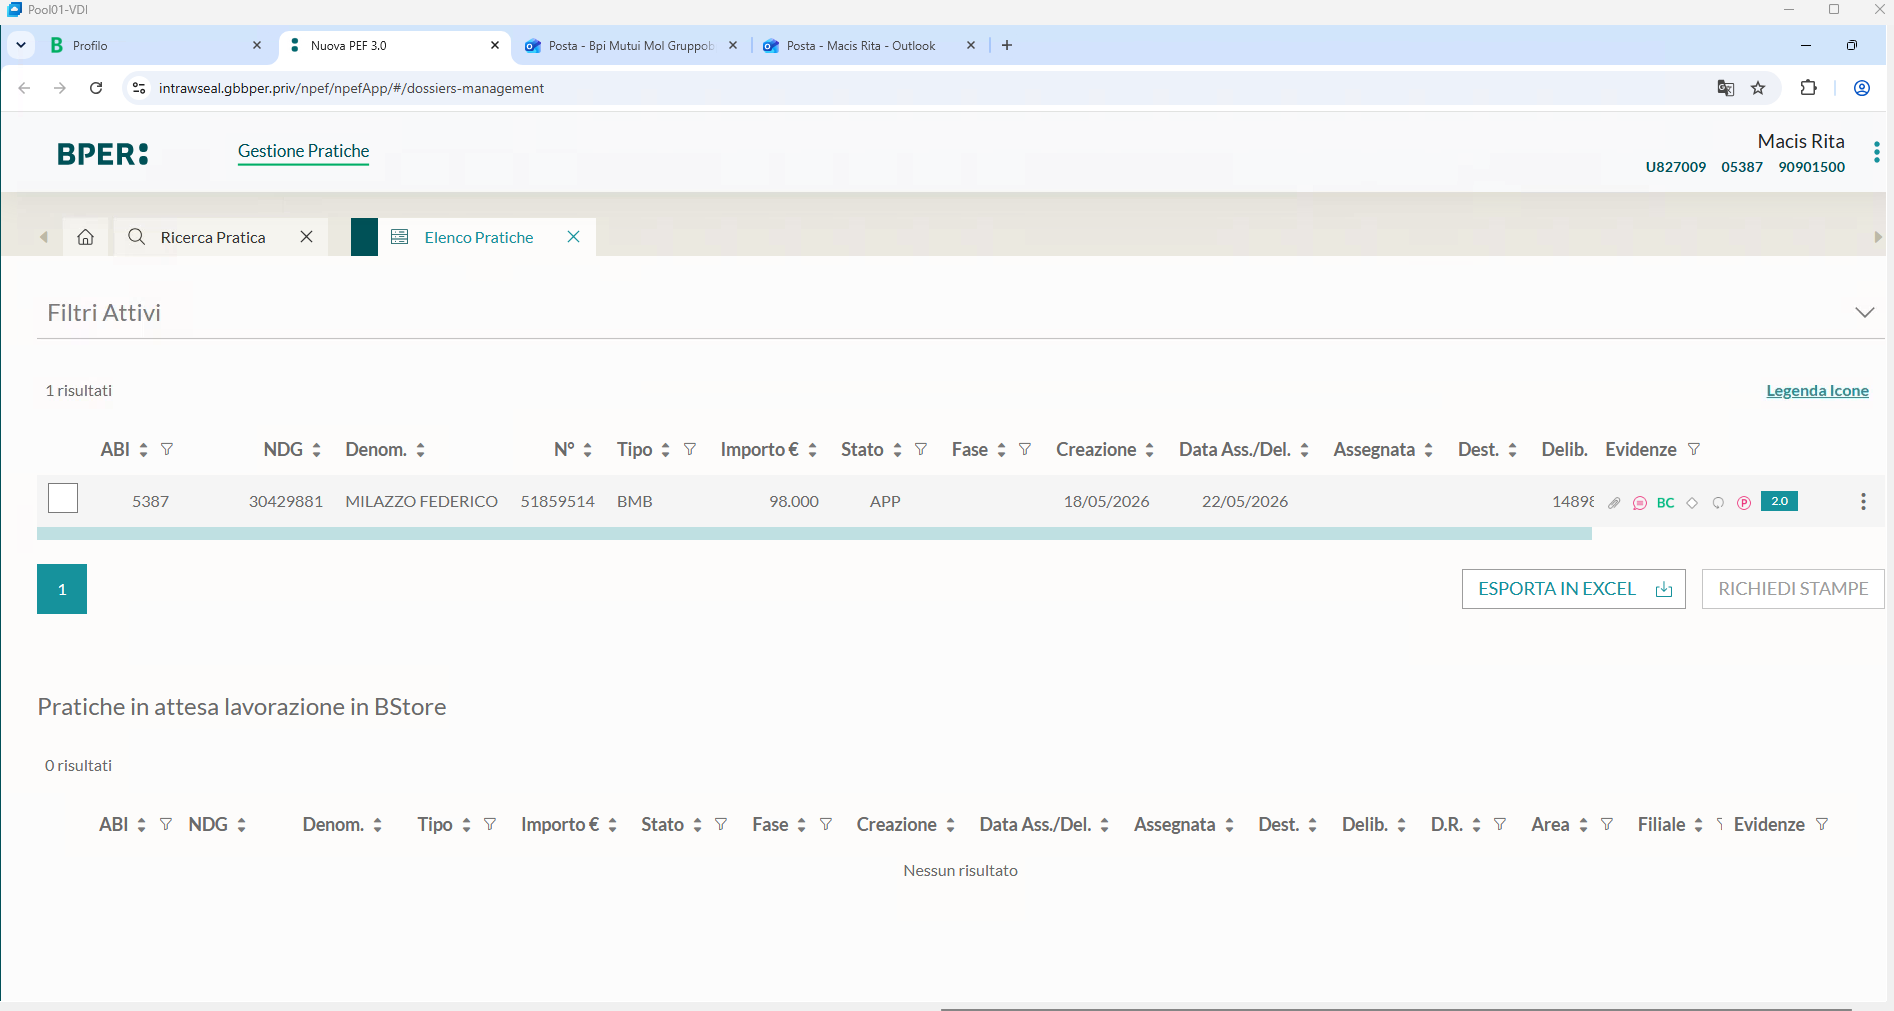 Pool01-VDI
Profilo
Nuova PEF 3.0
Posta - Bpi Mutui Mol Gruppob
Posta - Macis Rita - Outlook
intrawseal.gbbper.priv/npef/npefApp/#/dossiers-management
BPER:
Gestione Pratiche
Macis Rita
U827009 05387 90901500
Ricerca Pratica
Elenco Pratiche
Filtri Attivi
1 risultati
Legenda Icone
ABI NDG Denom. N° Tipo Importo € Stato Fase Creazione Data Ass./Del. Assegnata Dest. Delib. Evidenze
5387 30429881 MILAZZO FEDERICO 51859514 BMB 98.000 APP 18/05/2026 22/05/2026 14898 BC P 2.0
1
ESPORTA IN EXCEL
RICHIEDI STAMPE
Pratiche in attesa lavorazione in BStore
0 risultati
ABI NDG Denom. Tipo Importo € Stato Fase Creazione Data Ass./Del. Assegnata Dest. Delib. D.R. Area Filiale Evidenze
Nessun risultato